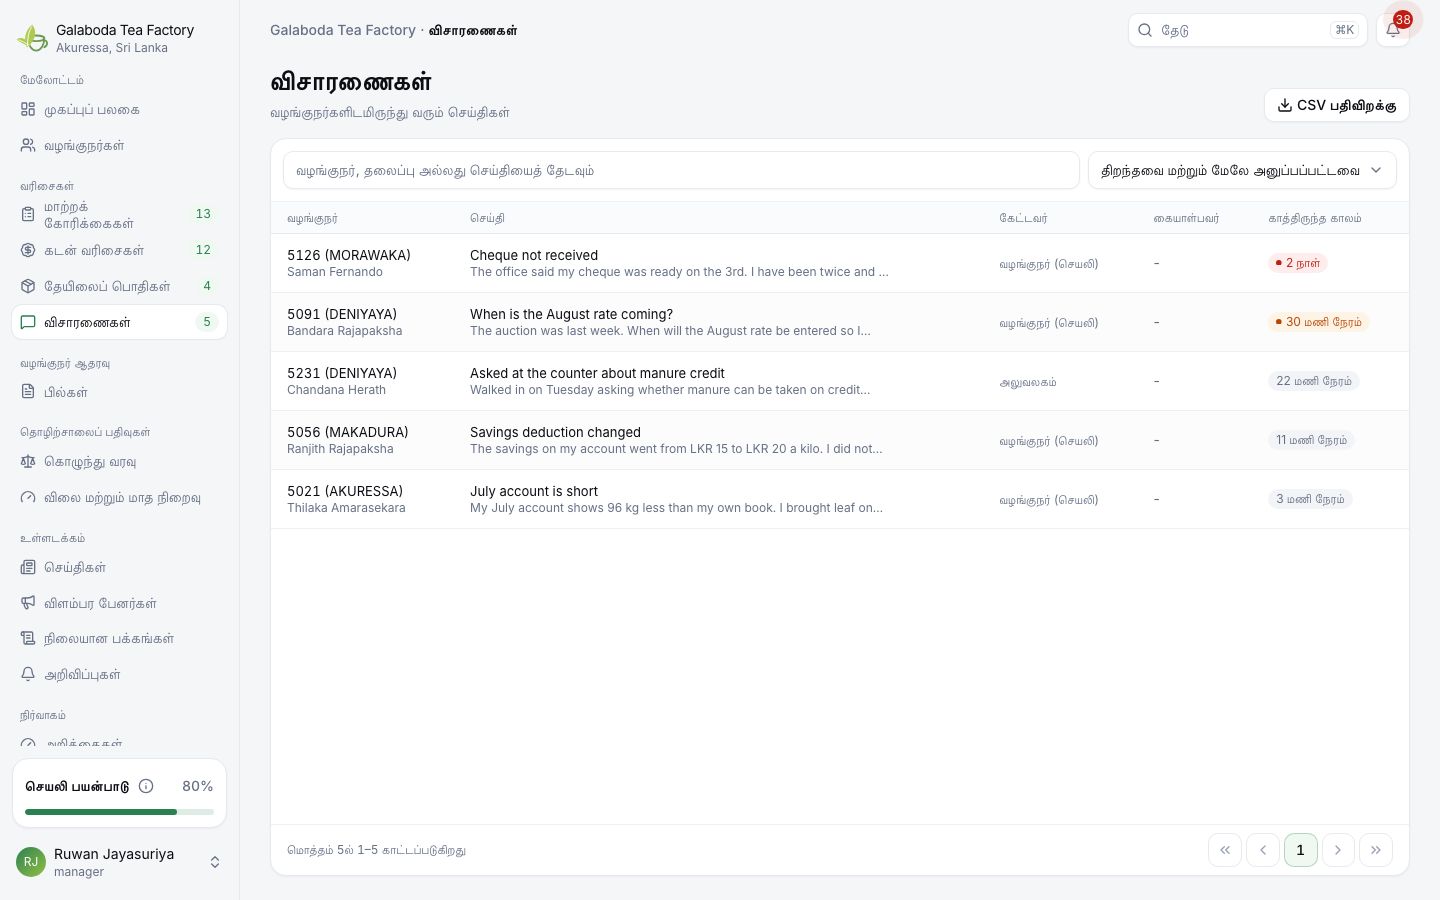 Galaboda Tea Factory
Akuressa, Sri Lanka
மேலோட்டம்
முகப்புப் பலகை
வழங்குநர்கள்
வரிசைகள்
மாற்றக்
கோரிக்கைகள் 13
கடன் வரிசைகள் 12
தேயிலைப் பொதிகள் 4
விசாரணைகள் 5
வழங்குநர் ஆதரவு
பில்கள்
தொழிற்சாலைப் பதிவுகள்
கொழுந்து வரவு
விலை மற்றும் மாத நிறைவு
உள்ளடக்கம்
செய்திகள்
விளம்பர பேனர்கள்
நிலையான பக்கங்கள்
அறிவிப்புகள்
நிர்வாகம்
அறிக்கைகள்
செயலி பயன்பாடு 80%
RJ
Ruwan Jayasuriya
manager
Galaboda Tea Factory · விசாரணைகள்
தேடு ⌘K
38
விசாரணைகள்
வழங்குநர்களிடமிருந்து வரும் செய்திகள்
CSV பதிவிறக்கு
வழங்குநர், தலைப்பு அல்லது செய்தியைத் தேடவும்
திறந்தவை மற்றும் மேலே அனுப்பப்பட்டவை
வழங்குநர் செய்தி கேட்டவர் கையாள்பவர் காத்திருந்த காலம்
5126 (MORAWAKA) Cheque not received
Saman Fernando The office said my cheque was ready on the 3rd. I have been twice and ...
வழங்குநர் (செயலி) - 2 நாள்
5091 (DENIYAYA) When is the August rate coming?
Bandara Rajapaksha The auction was last week. When will the August rate be entered so I...
வழங்குநர் (செயலி) - 30 மணி நேரம்
5231 (DENIYAYA) Asked at the counter about manure credit
Chandana Herath Walked in on Tuesday asking whether manure can be taken on credit...
அலுவலகம் - 22 மணி நேரம்
5056 (MAKADURA) Savings deduction changed
Ranjith Rajapaksha The savings on my account went from LKR 15 to LKR 20 a kilo. I did not...
வழங்குநர் (செயலி) - 11 மணி நேரம்
5021 (AKURESSA) July account is short
Thilaka Amarasekara My July account shows 96 kg less than my own book. I brought leaf on...
வழங்குநர் (செயலி) - 3 மணி நேரம்
மொத்தம் 5ல் 1–5 காட்டப்படுகிறது
1